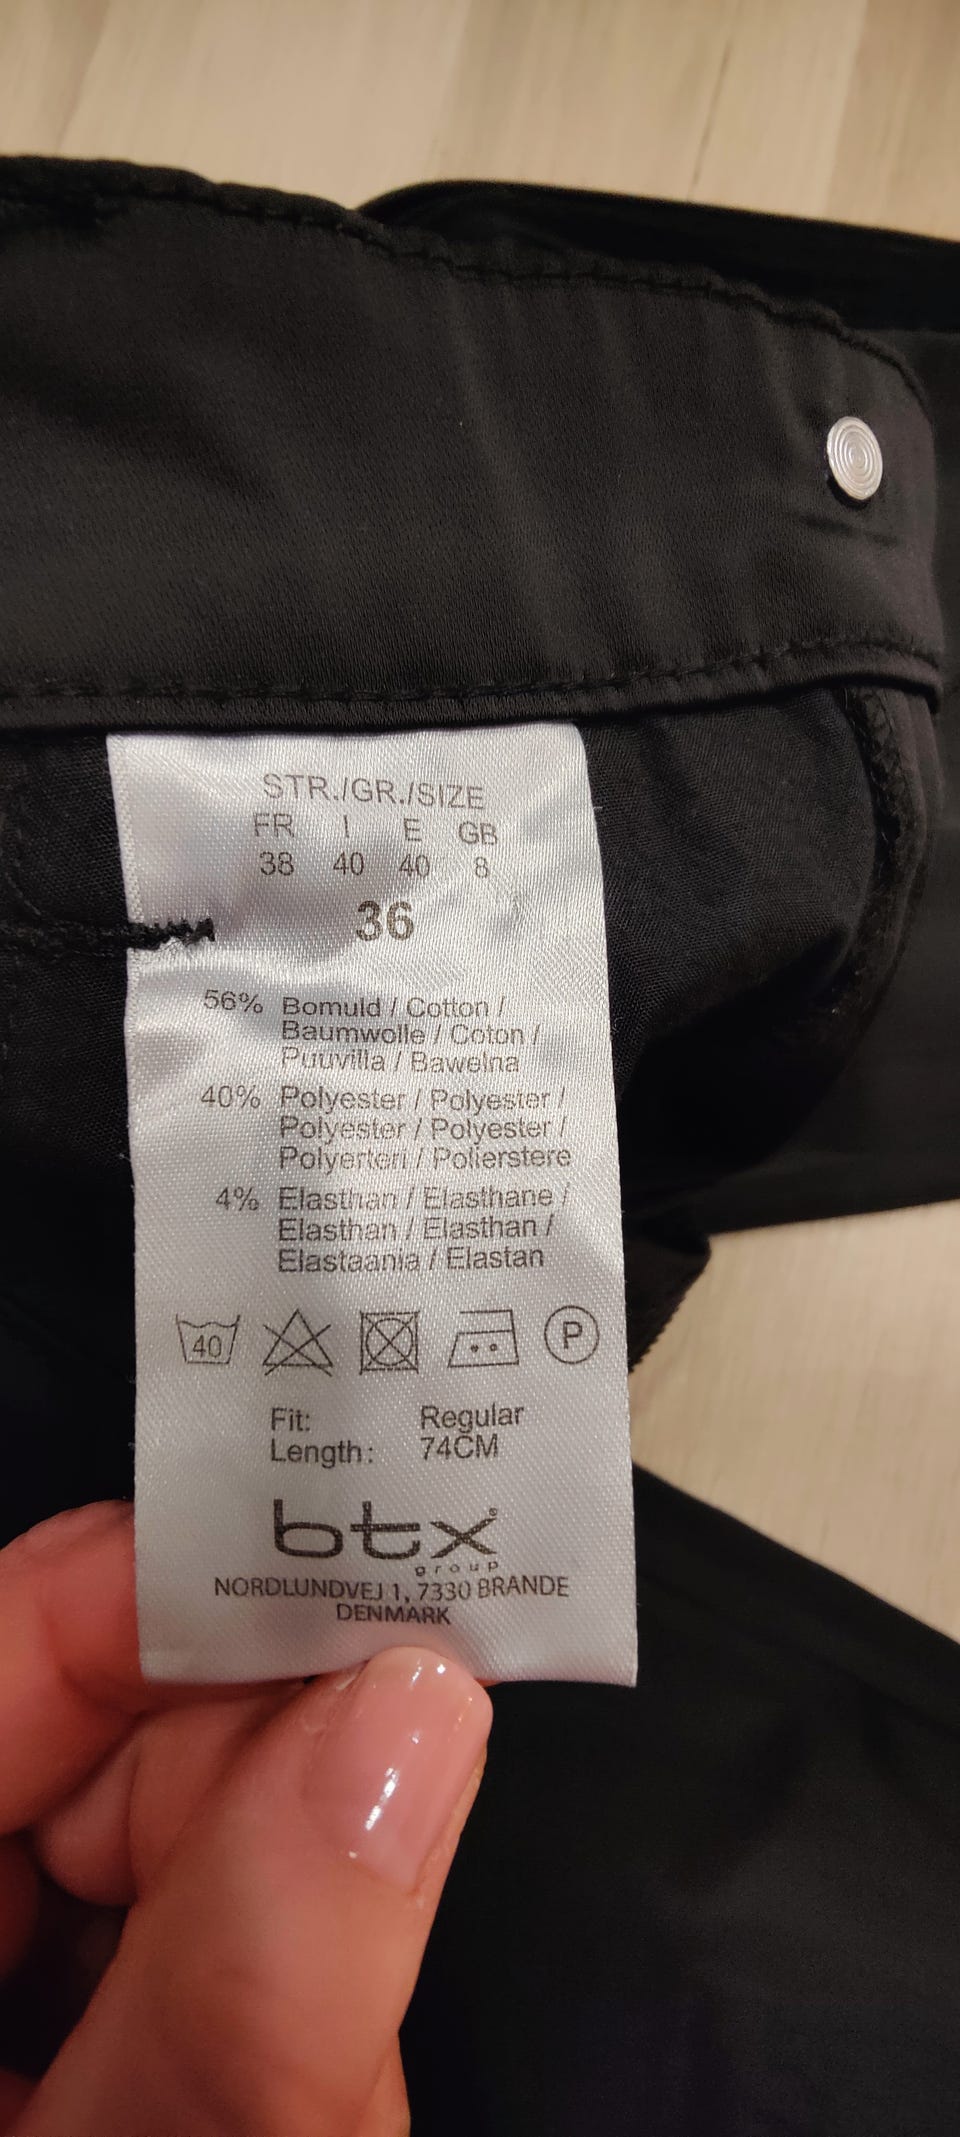 STR./GR./SIZE
FR I E GB
38 40 40 8
36
56% Bomuld / Cotton /
Baumwolle / Coton /
Puuvilla / Bawelna
40% Polyester / Polyester /
Polyester / Polyester /
Polyerteri / Polierstere
4% Elasthan / Elasthane /
Elasthan / Elasthan /
Elastaania / Elastan
40 P
Fit: Regular
Length: 74CM
btx®
group
NORDLUNDVEJ 1, 7330 BRANDE
DENMARK